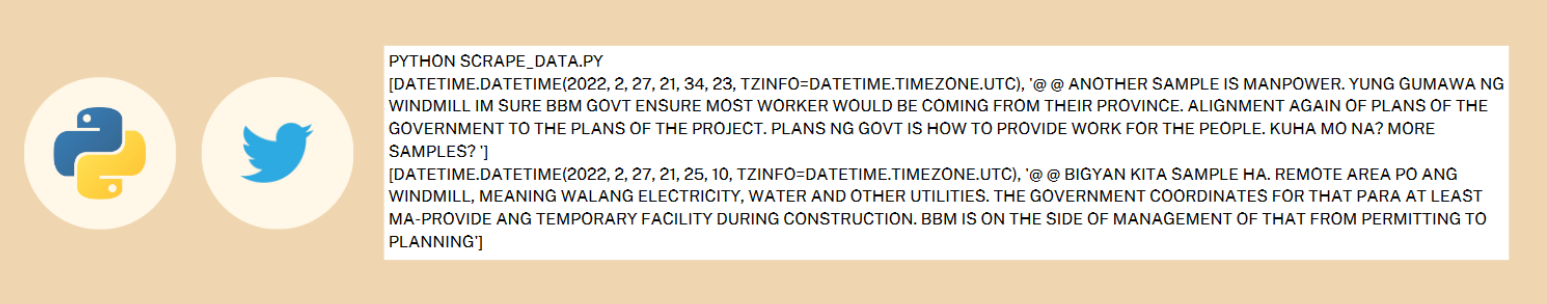 PYTHON SCRAPE_DATA.PY
[DATETIME.DATETIME(2022, 2, 27, 21, 34, 23, TZINFO=DATETIME.TIMEZONE.UTC), '@ @ ANOTHER SAMPLE IS MANPOWER. YUNG GUMAWA NG
WINDMILL IM SURE BBM GOVT ENSURE MOST WORKER WOULD BE COMING FROM THEIR PROVINCE. ALIGNMENT AGAIN OF PLANS OF THE
GOVERNMENT TO THE PLANS OF THE PROJECT. PLANS NG GOVT IS HOW TO PROVIDE WORK FOR THE PEOPLE. KUHA MO NA? MORE
SAMPLES? ']
[DATETIME.DATETIME(2022, 2, 27, 21, 25, 10, TZINFO=DATETIME.TIMEZONE.UTC), '@ @ BIGYAN KITA SAMPLE HA. REMOTE AREA PO ANG
WINDMILL, MEANING WALANG ELECTRICITY, WATER AND OTHER UTILITIES. THE GOVERNMENT COORDINATES FOR THAT PARA AT LEAST
MA-PROVIDE ANG TEMPORARY FACILITY DURING CONSTRUCTION. BBM IS ON THE SIDE OF MANAGEMENT OF THAT FROM PERMITTING TO
PLANNING']